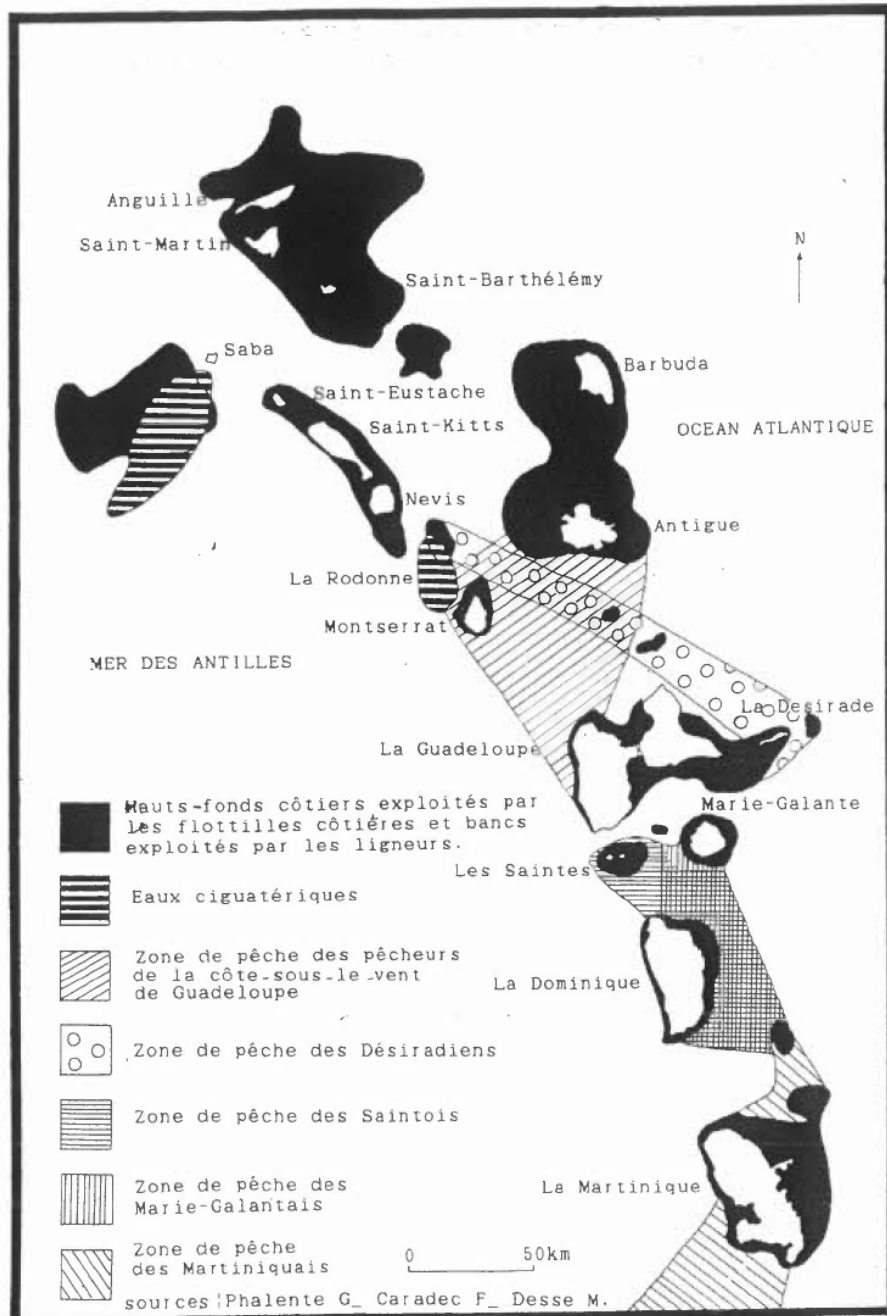 Anguille
Saint-Martin
N
Saint-Barthélémy
Saba
Barbuda
Saint-Eustache
Saint-Kitts
OCEAN ATLANTIQUE
Nevis
Antigue
La Rodonne
Montserrat
MER DES ANTILLES
La Desirade
La Guadeloupe
Marie-Galante
Hauts-fonds côtiers exploités par
les flottilles côtières et bancs
exploités par les ligneurs.
Les Saintes
Eaux ciguatériques
Zone de pêche des pêcheurs
de la côte-sous-le-vent
de Guadeloupe
La Dominique
Zone de pêche des Désiradiens
Zone de pêche des Saintois
Zone de pêche des
Marie-Galantais
La Martinique
Zone de pêche
des Martiniquais
0 50km
sources : Phalente G_ Caradec F_ Desse M.